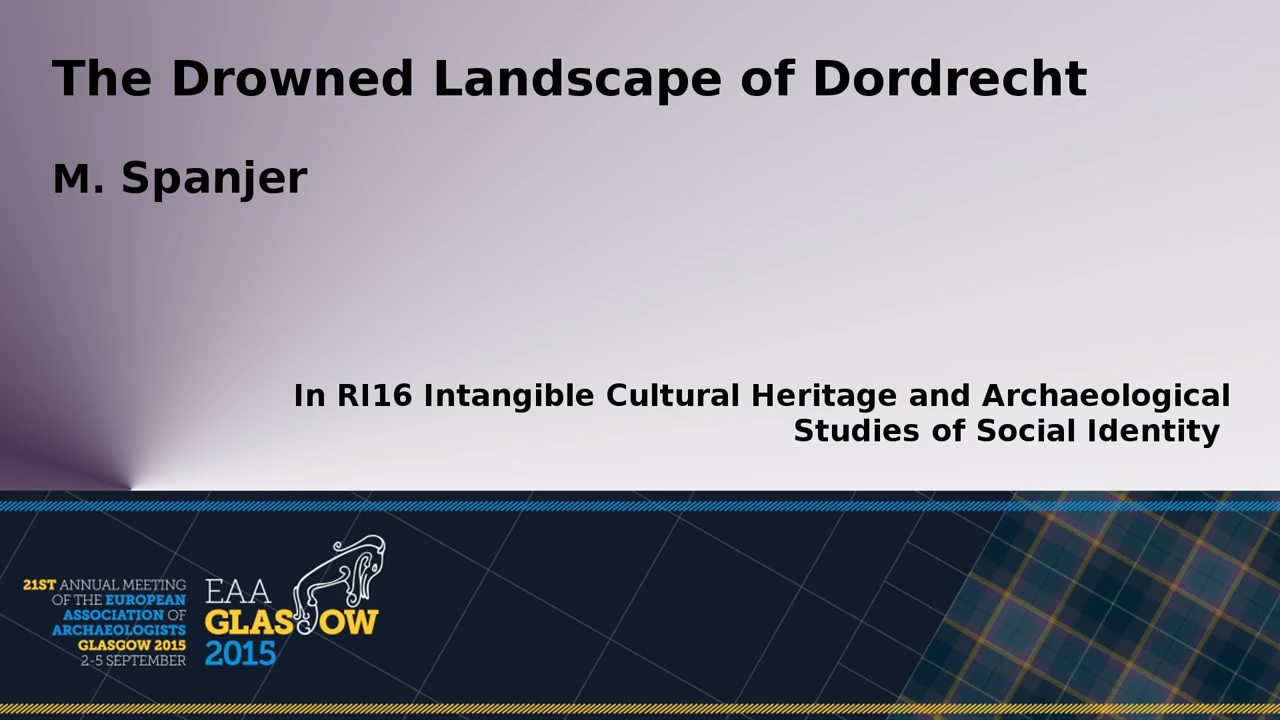 The Drowned Landscape of Dordrecht
M. Spanjer
In RI16 Intangible Cultural Heritage and Archaeological
Studies of Social Identity
21ST ANNUAL MEETING
OF THE EUROPEAN
ASSOCIATION OF
ARCHAEOLOGISTS
GLASGOW 2015
2-5 SEPTEMBER
EAA
GLASGOW
2015